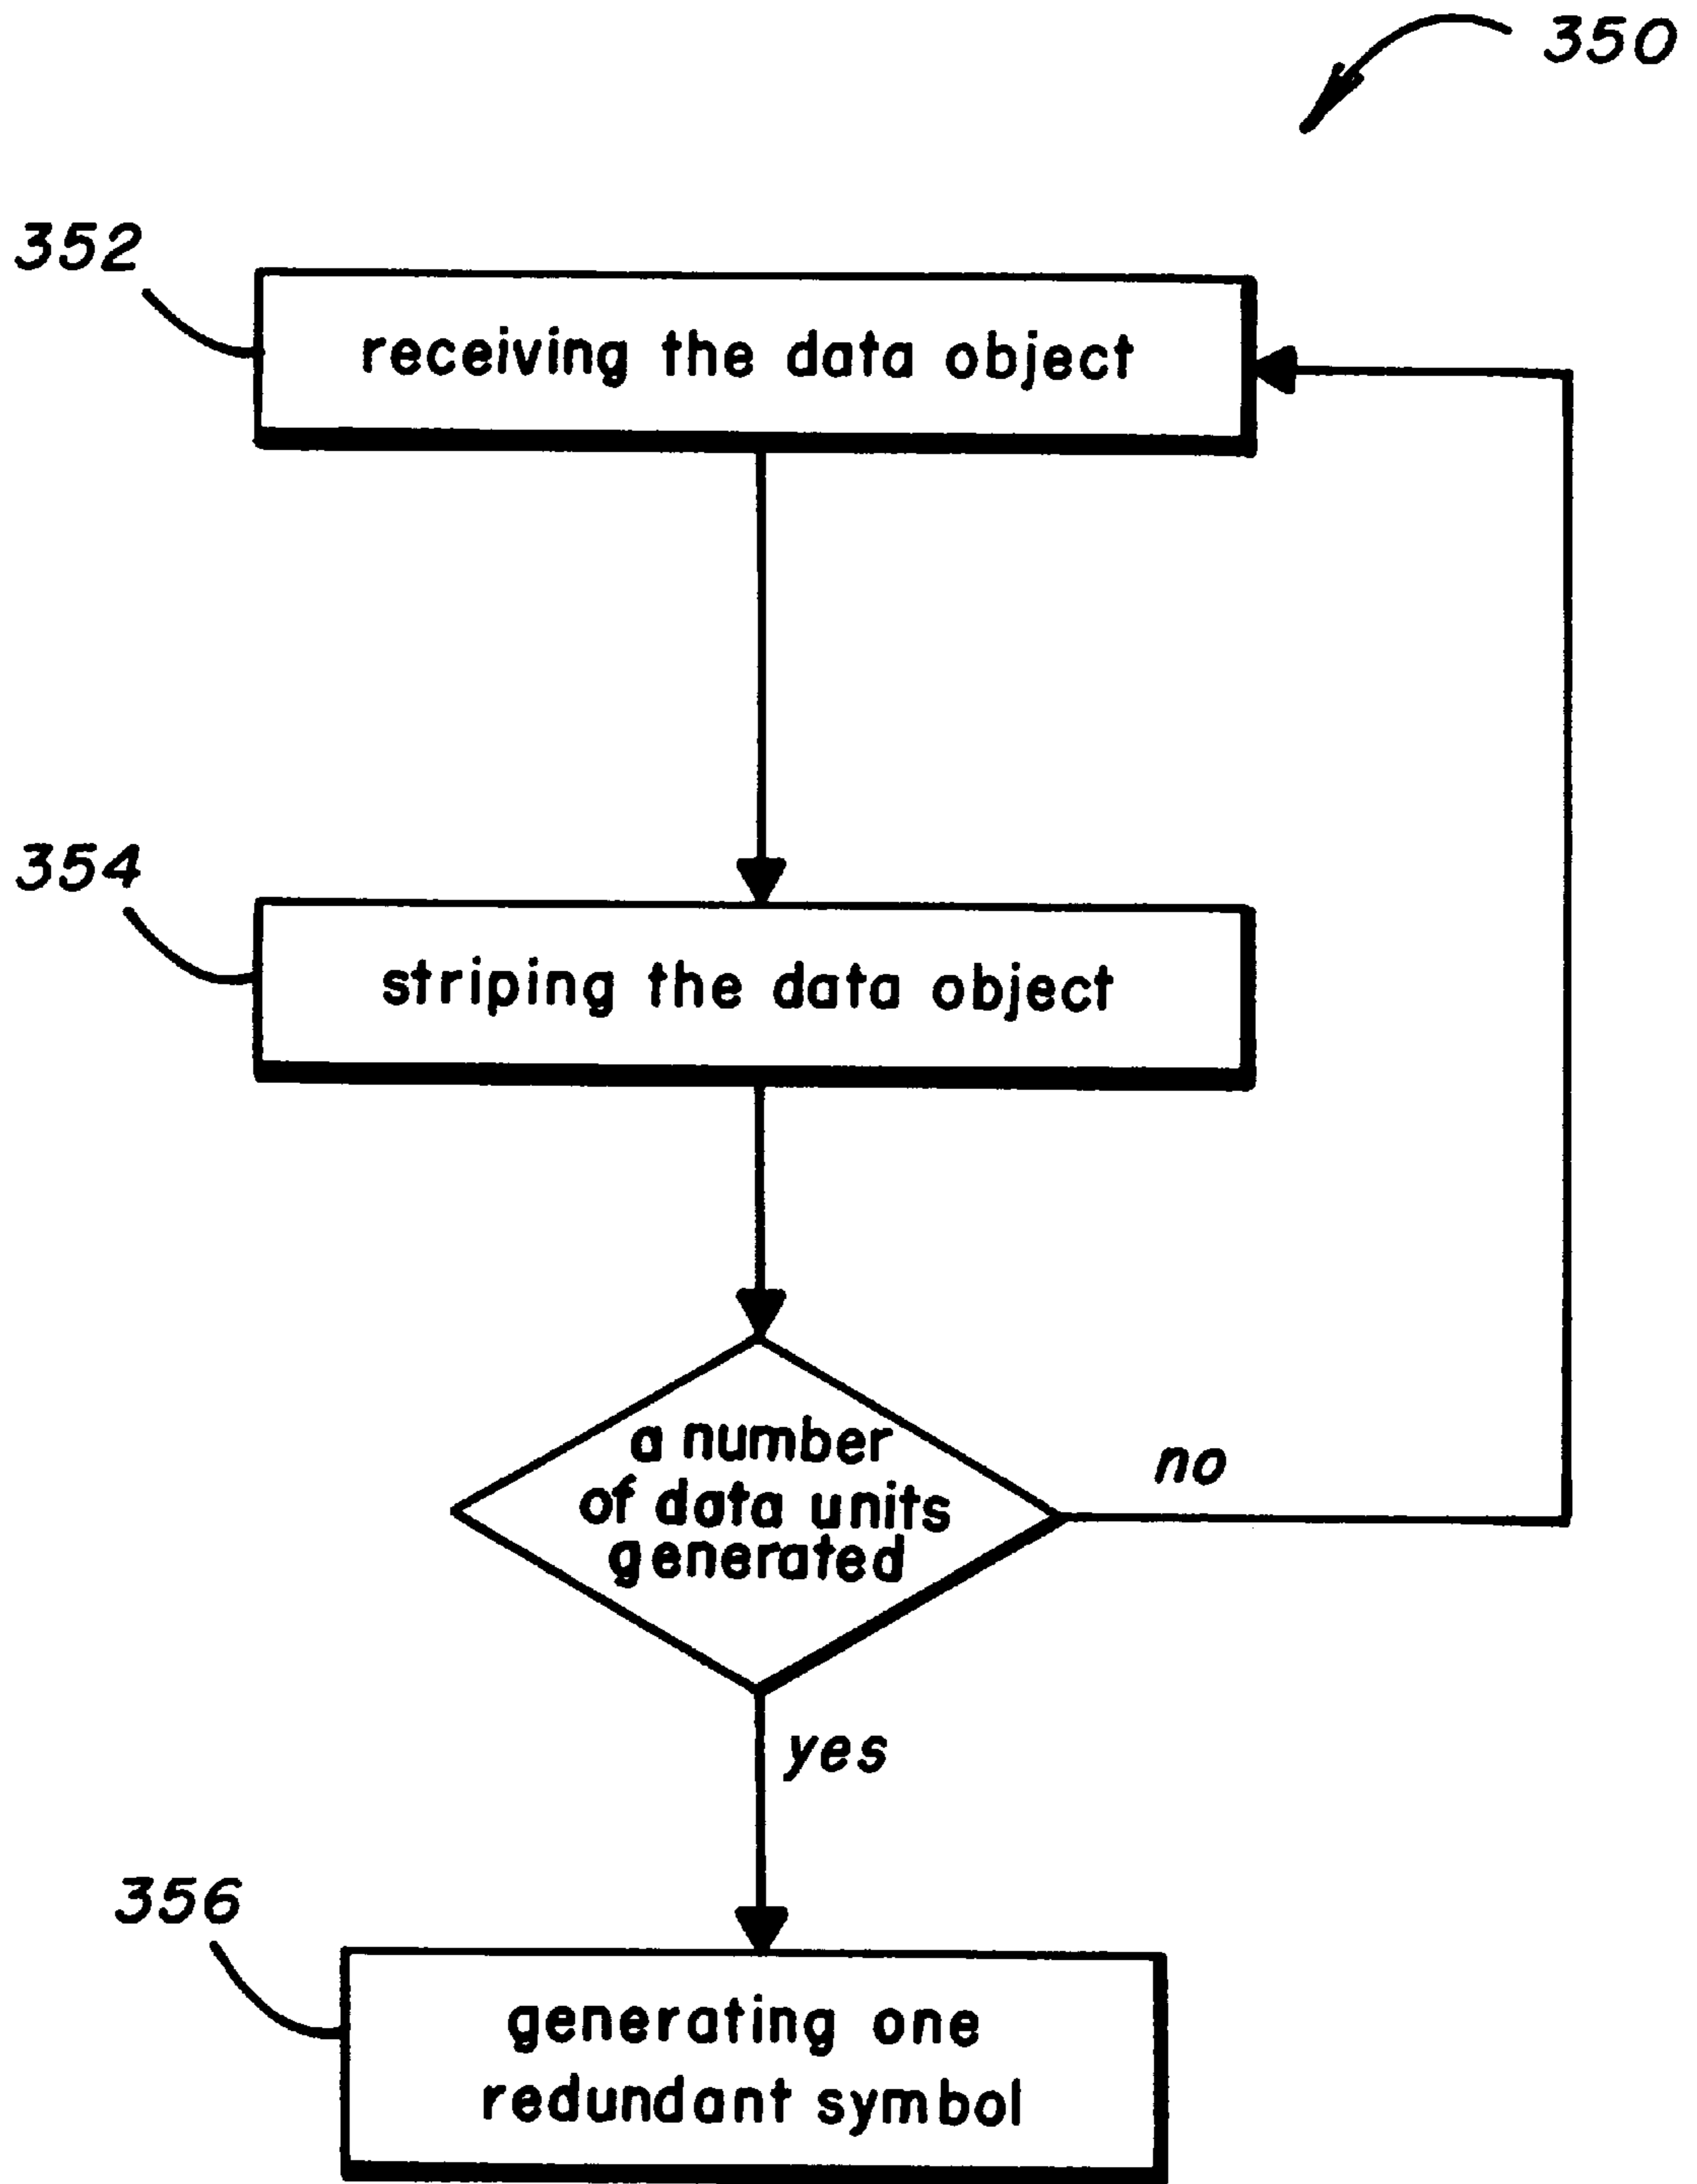 350
352
receiving the data object
354
striping the data object
a number
of data units
generated
no
yes
356
generating one
redundant symbol